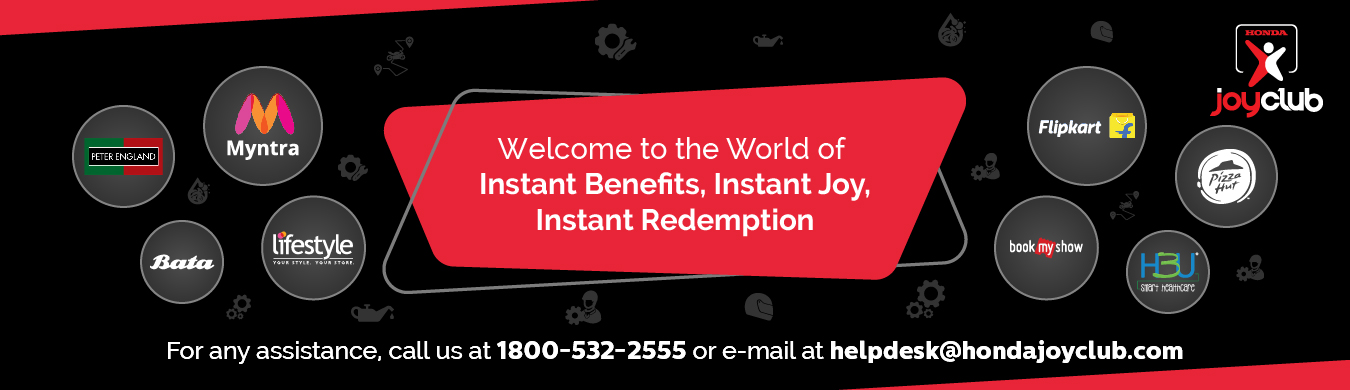 HONDA
joyclub
PETER ENGLAND
Myntra
Bata
lifestyle
YOUR STYLE. YOUR STORE.
Welcome to the World of
Instant Benefits, Instant Joy,
Instant Redemption
Flipkart
Pizza
Hut
book my show
H3U
smart healthcare
For any assistance, call us at 1800-532-2555 or e-mail at helpdesk@hondajoyclub.com